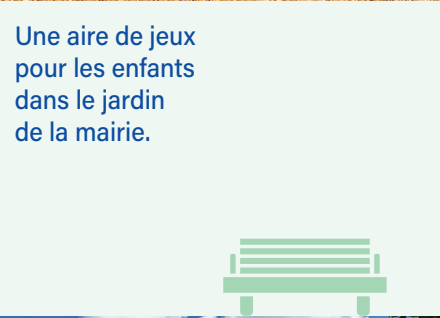 Une aire de jeux
pour les enfants
dans le jardin
de la mairie.